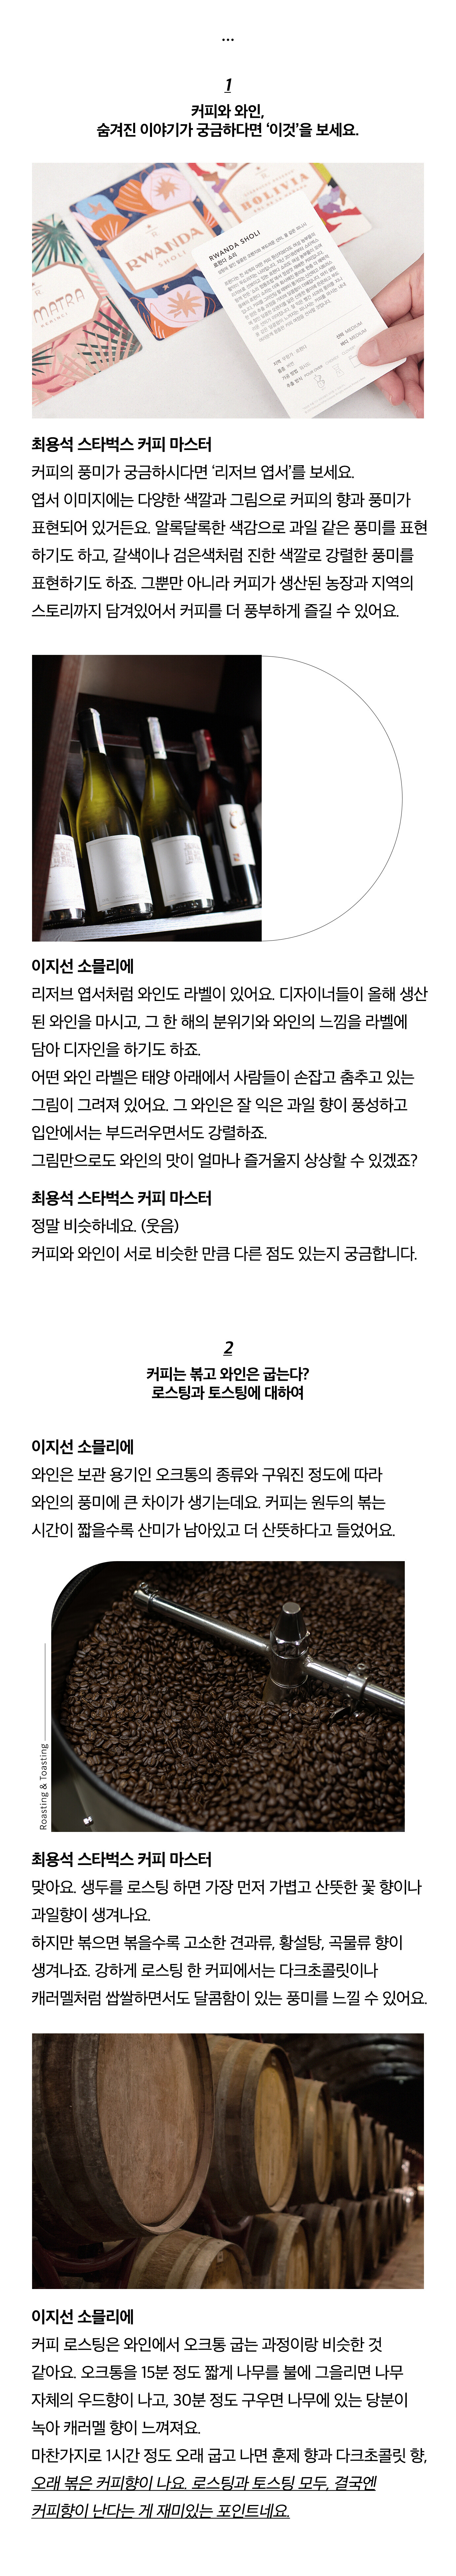 ...
1
커피와 와인,
숨겨진 이야기가 궁금하다면 ‘이것’을 보세요.
MATRA
RWANDA
SHOLI
BOLIVIA
RWANDA SHOLI
르완다 쇼리
최용석 스타벅스 커피 마스터
커피의 풍미가 궁금하시다면 ‘리저브 엽서’를 보세요.
엽서 이미지에는 다양한 색깔과 그림으로 커피의 향과 풍미가
표현되어 있거든요. 알록달록한 색감으로 과일 같은 풍미를 표현
하기도 하고, 갈색이나 검은색처럼 진한 색깔로 강렬한 풍미를
표현하기도 하죠. 그뿐만 아니라 커피가 생산된 농장과 지역의
스토리까지 담겨있어서 커피를 더 풍부하게 즐길 수 있어요.
이지선 소믈리에
리저브 엽서처럼 와인도 라벨이 있어요. 디자이너들이 올해 생산
된 와인을 마시고, 그 한 해의 분위기와 와인의 느낌을 라벨에
담아 디자인을 하기도 하죠.
어떤 와인 라벨은 태양 아래에서 사람들이 손잡고 춤추고 있는
그림이 그려져 있어요. 그 와인은 잘 익은 과일 향이 풍성하고
입안에서는 부드러우면서도 강렬하죠.
그림만으로도 와인의 맛이 얼마나 즐거울지 상상할 수 있겠죠?
최용석 스타벅스 커피 마스터
정말 비슷하네요. (웃음)
커피와 와인이 서로 비슷한 만큼 다른 점도 있는지 궁금합니다.
2
커피는 볶고 와인은 굽는다?
로스팅과 토스팅에 대하여
이지선 소믈리에
와인은 보관 용기인 오크통의 종류와 구워진 정도에 따라
와인의 풍미에 큰 차이가 생기는데요. 커피는 원두의 볶는
시간이 짧을수록 산미가 남아있고 더 산뜻하다고 들었어요.
Roasting & Toasting
최용석 스타벅스 커피 마스터
맞아요. 생두를 로스팅 하면 가장 먼저 가볍고 산뜻한 꽃 향이나
과일향이 생겨나요.
하지만 볶으면 볶을수록 고소한 견과류, 황설탕, 곡물류 향이
생겨나죠. 강하게 로스팅 한 커피에서는 다크초콜릿이나
캐러멜처럼 쌉쌀하면서도 달콤함이 있는 풍미를 느낄 수 있어요.
이지선 소믈리에
커피 로스팅은 와인에서 오크통 굽는 과정이랑 비슷한 것
같아요. 오크통을 15분 정도 짧게 나무를 불에 그을리면 나무
자체의 우드향이 나고, 30분 정도 구우면 나무에 있는 당분이
녹아 캐러멜 향이 느껴져요.
마찬가지로 1시간 정도 오래 굽고 나면 훈제 향과 다크초콜릿 향,
오래 볶은 커피향이 나요. 로스팅과 토스팅 모두, 결국엔
커피향이 난다는 게 재미있는 포인트네요.